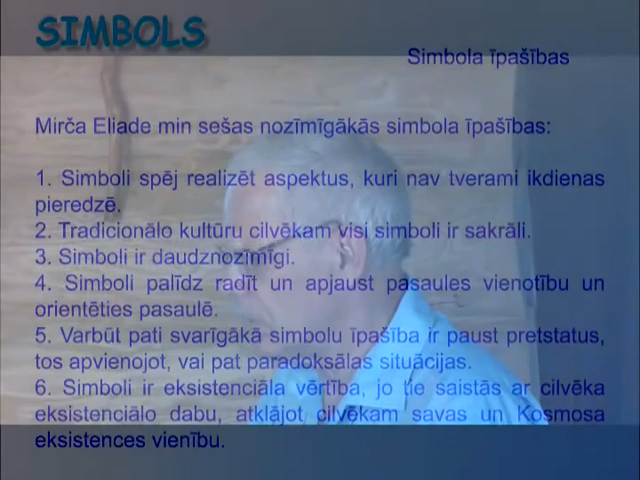 SIMBOLS
Simbola īpašības
Mirča Eliade min sešas nozīmīgākās simbola īpašības:
1. Simboli spēj realizēt aspektus, kuri nav tverami ikdienas
pieredzē.
2. Tradicionālo kultūru cilvēkam visi simboli ir sakrāli.
3. Simboli ir daudznozīmīgi.
4. Simboli palīdz radīt un apjaust pasaules vienotību un
orientēties pasaulē.
5. Varbūt pati svarīgākā simbolu īpašība ir paust pretstatus,
tos apvienojot, vai pat paradoksālas situācijas.
6. Simboli ir eksistenciāla vērtība, jo tie saistās ar cilvēka
eksistenciālo dabu, atklājot cilvēkam savas un Kosmosa
eksistences vienību.